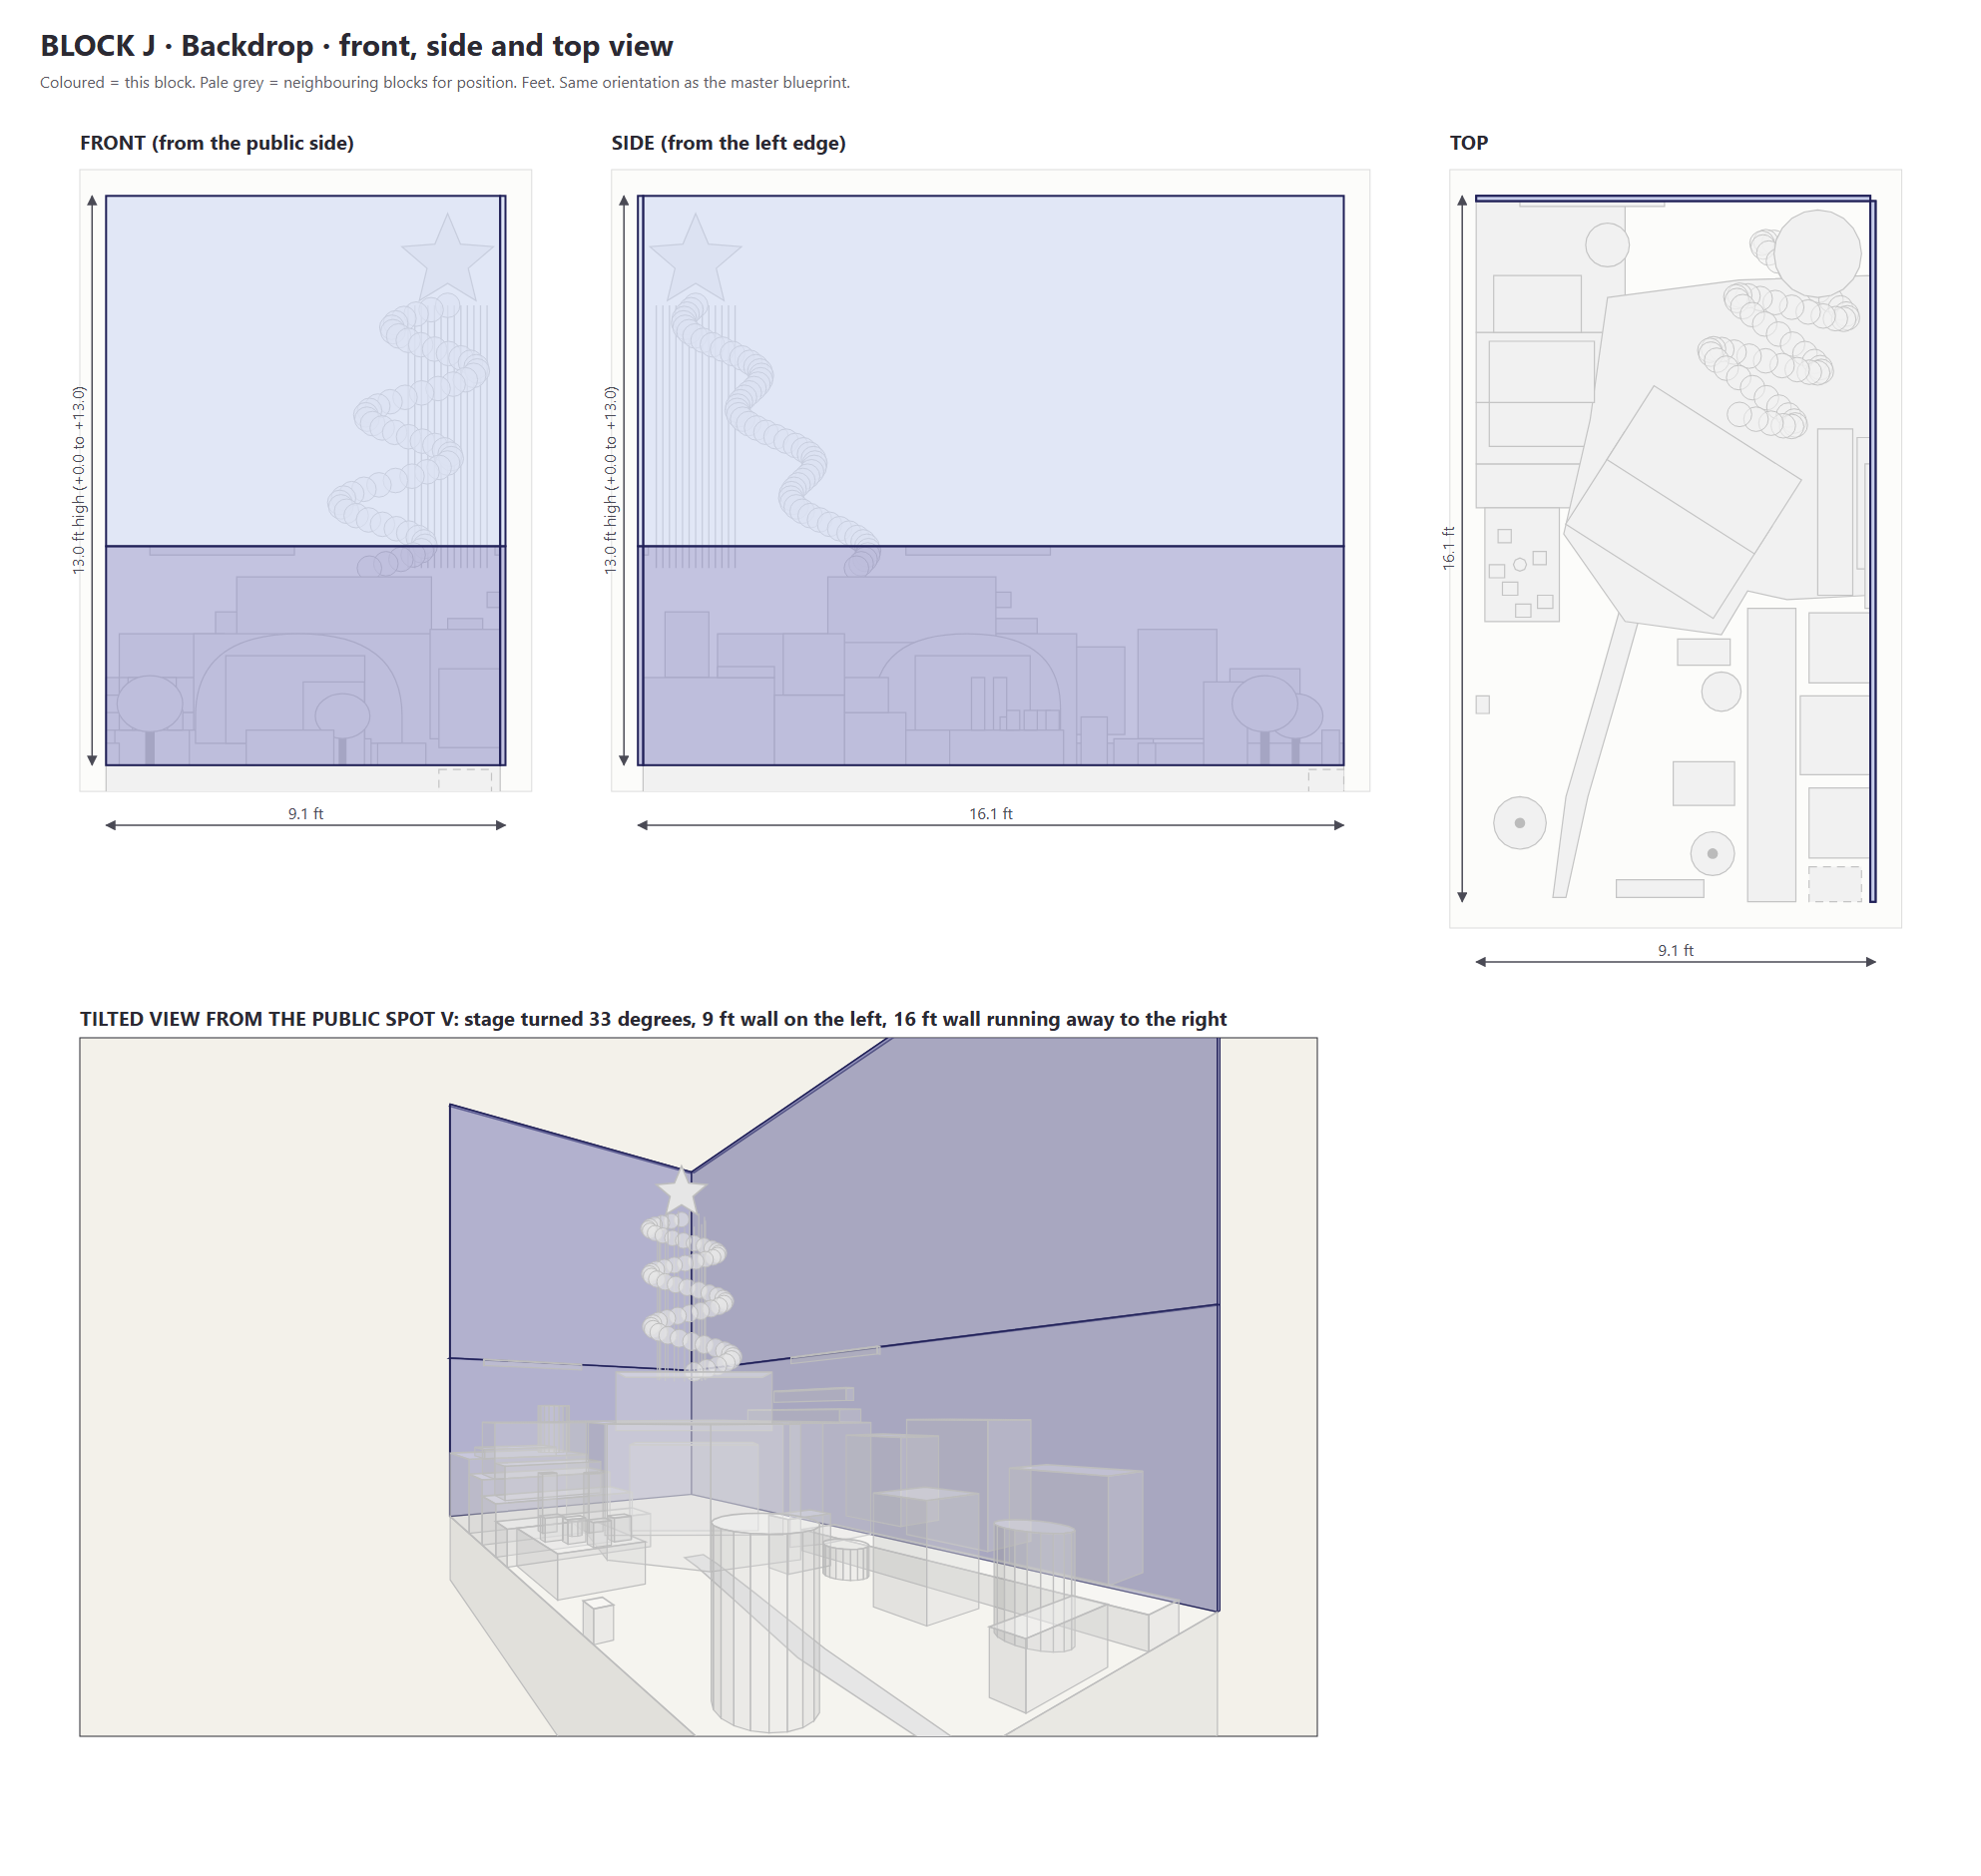 BLOCK J · Backdrop · front, side and top view
Coloured = this block. Pale grey = neighbouring blocks for position. Feet. Same orientation as the master blueprint.
FRONT (from the public side)
SIDE (from the left edge)
TOP
13.0 ft high (+0.0 to +13.0)
13.0 ft high (+0.0 to +13.0)
16.1 ft
9.1 ft
16.1 ft
9.1 ft
TILTED VIEW FROM THE PUBLIC SPOT V: stage turned 33 degrees, 9 ft wall on the left, 16 ft wall running away to the right